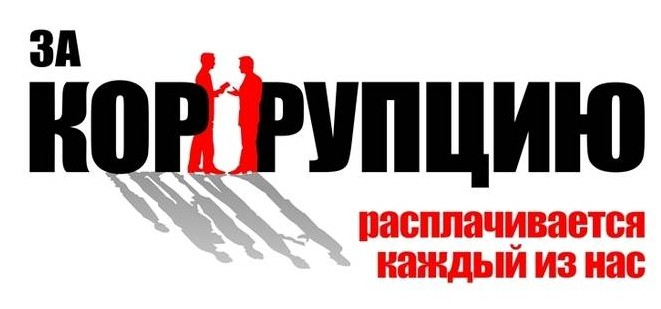 ЗА
КОРРУПЦИЮ
расплачивается
каждый из нас